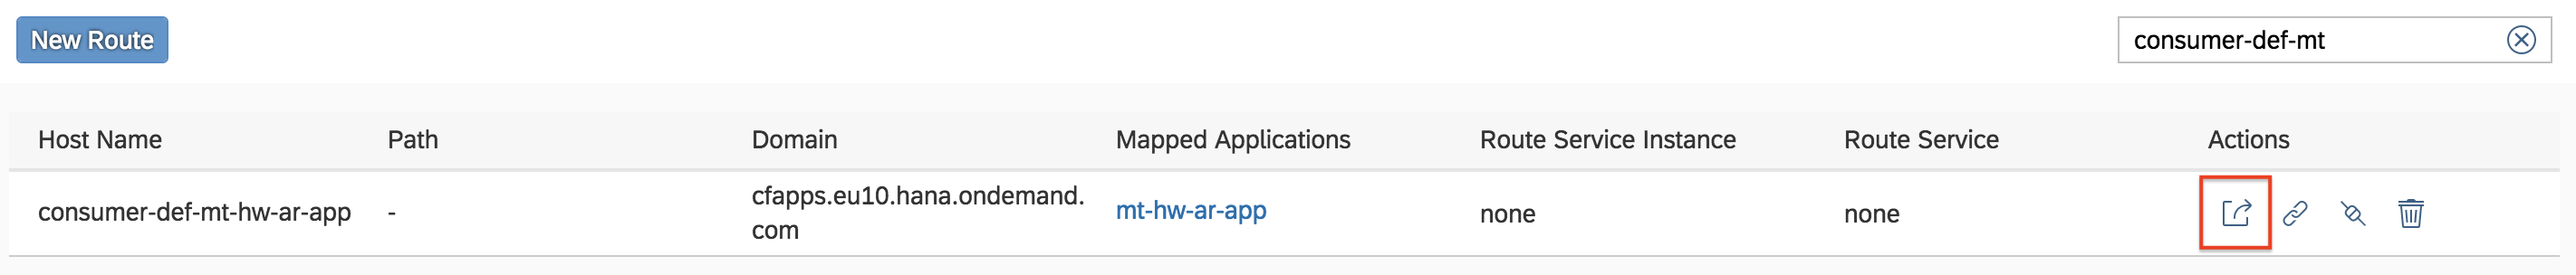 New Route
consumer-def-mt
Host Name Path Domain Mapped Applications Route Service Instance Route Service Actions
consumer-def-mt-hw-ar-app - cfapps.eu10.hana.ondemand. mt-hw-ar-app none none
com